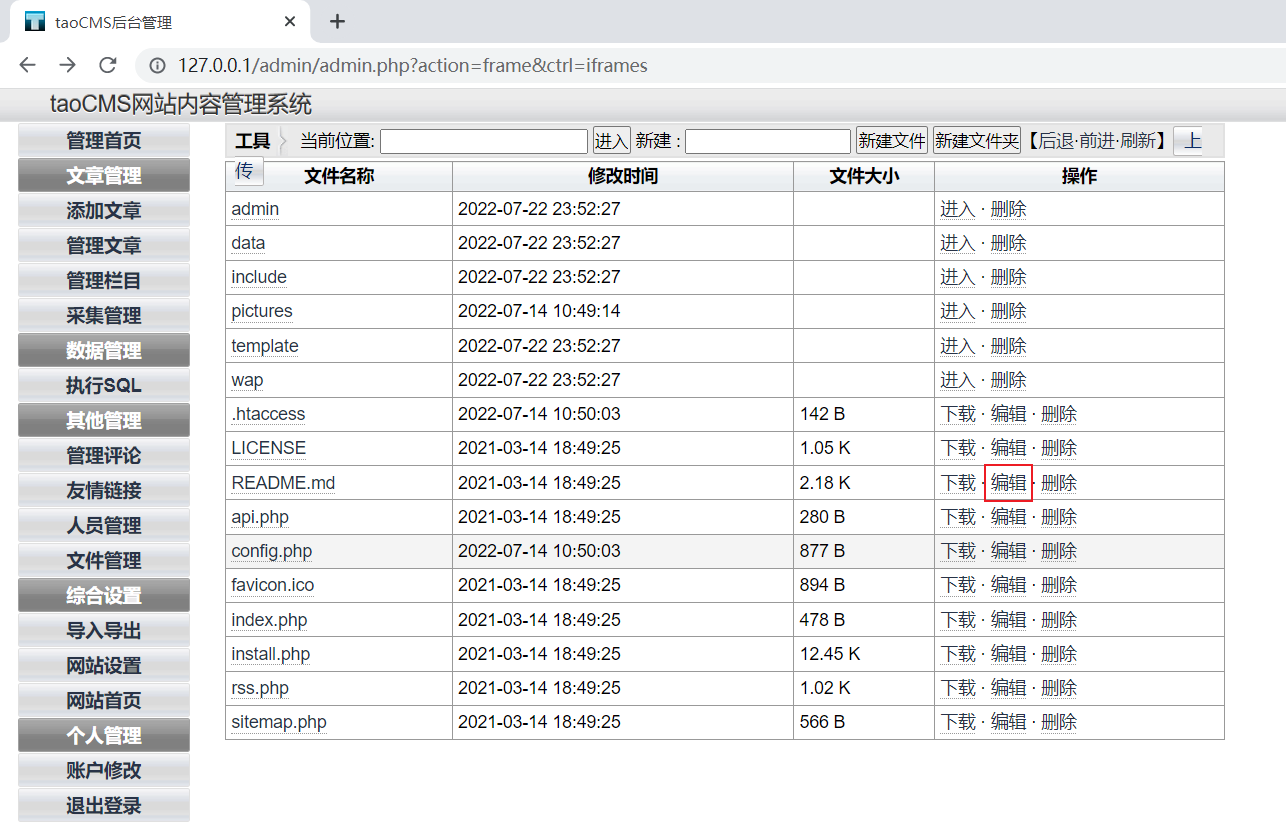 taoCMS后台管理
127.0.0.1/admin/admin.php?action=frame&ctrl=iframes
taoCMS网站内容管理系统
管理首页
文章管理
添加文章
管理文章
管理栏目
采集管理
数据管理
执行SQL
其他管理
管理评论
友情链接
人员管理
文件管理
综合设置
导入导出
网站设置
网站首页
个人管理
账户修改
退出登录
工具 当前位置: 进入 新建 : 新建文件 新建文件夹 【后退·前进·刷新】 上
传
文件名称 修改时间 文件大小 操作
admin 2022-07-22 23:52:27 进入 · 删除
data 2022-07-22 23:52:27 进入 · 删除
include 2022-07-22 23:52:27 进入 · 删除
pictures 2022-07-14 10:49:14 进入 · 删除
template 2022-07-22 23:52:27 进入 · 删除
wap 2022-07-22 23:52:27 进入 · 删除
.htaccess 2022-07-14 10:50:03 142 B 下载 · 编辑 · 删除
LICENSE 2021-03-14 18:49:25 1.05 K 下载 · 编辑 · 删除
README.md 2021-03-14 18:49:25 2.18 K 下载 · 编辑 · 删除
api.php 2021-03-14 18:49:25 280 B 下载 · 编辑 · 删除
config.php 2022-07-14 10:50:03 877 B 下载 · 编辑 · 删除
favicon.ico 2021-03-14 18:49:25 894 B 下载 · 编辑 · 删除
index.php 2021-03-14 18:49:25 478 B 下载 · 编辑 · 删除
install.php 2021-03-14 18:49:25 12.45 K 下载 · 编辑 · 删除
rss.php 2021-03-14 18:49:25 1.02 K 下载 · 编辑 · 删除
sitemap.php 2021-03-14 18:49:25 566 B 下载 · 编辑 · 删除